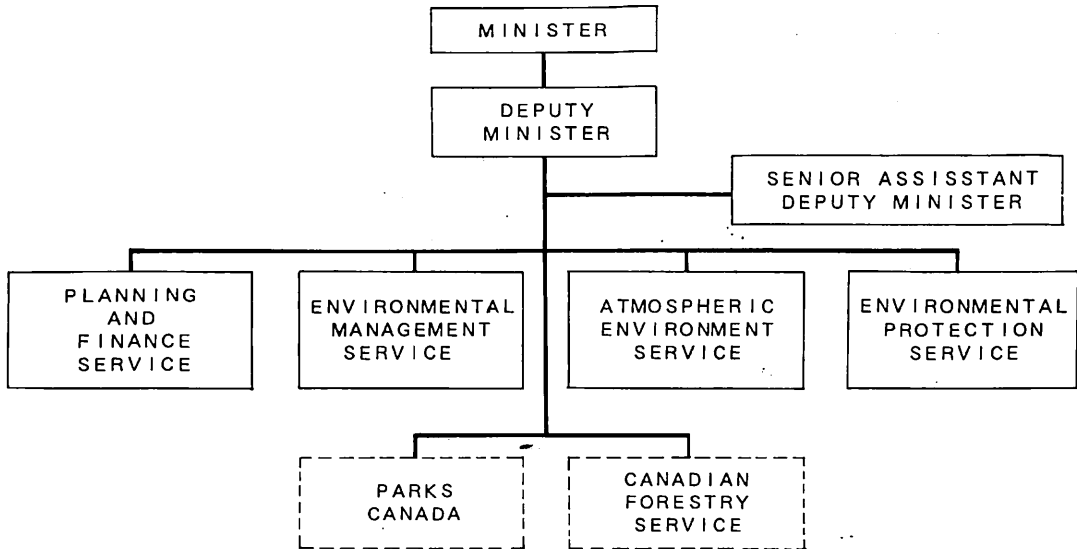 MINISTER
DEPUTY
MINISTER
SENIOR ASSISSTANT
DEPUTY MINISTER
PLANNING
AND
FINANCE
SERVICE
ENVIRONMENTAL
MANAGEMENT
SERVICE
ATMOSPHERIC
ENVIRONMENT
SERVICE
ENVIRONMENTAL
PROTECTION
SERVICE
PARKS
CANADA
CANADIAN
FORESTRY
SERVICE